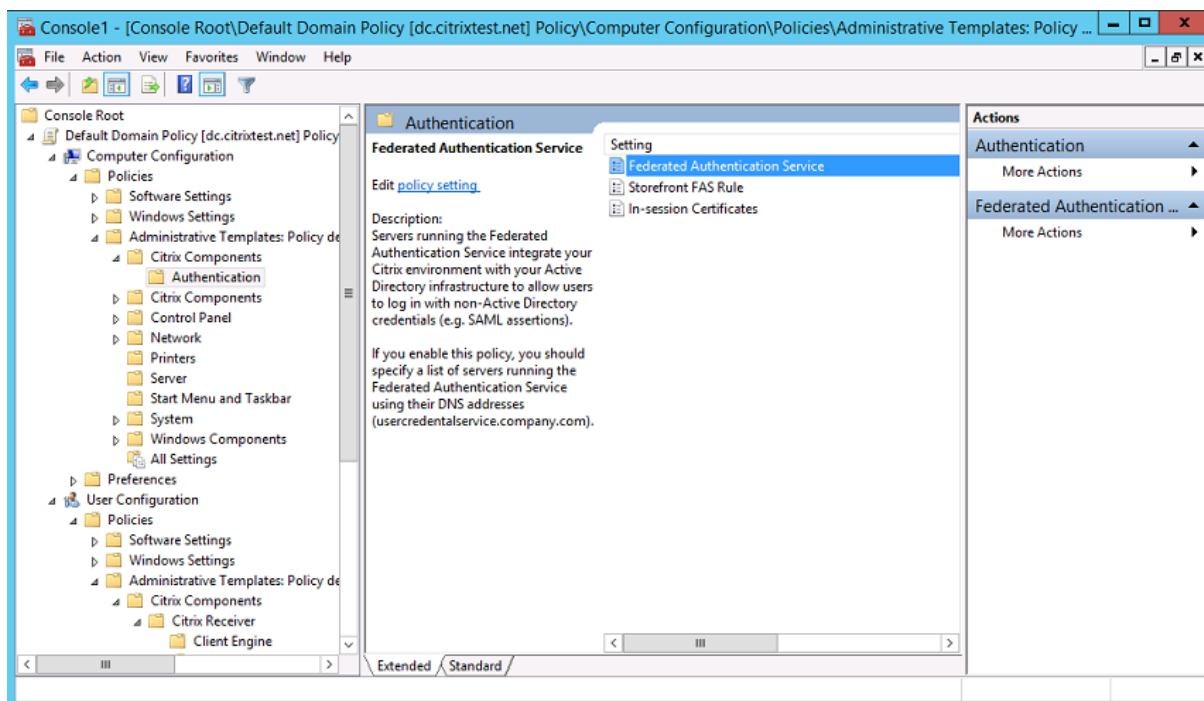 Console1 - [Console Root\Default Domain Policy [dc.citrixtest.net] Policy\Computer Configuration\Policies\Administrative Templates: Policy ...
File Action View Favorites Window Help
Console Root
Default Domain Policy [dc.citrixtest.net] Policy
Computer Configuration
Policies
Software Settings
Windows Settings
Administrative Templates: Policy de
Citrix Components
Authentication
Citrix Components
Control Panel
Network
Printers
Server
Start Menu and Taskbar
System
Windows Components
All Settings
Preferences
User Configuration
Policies
Software Settings
Windows Settings
Administrative Templates: Policy de
Citrix Components
Citrix Receiver
Client Engine
Authentication
Federated Authentication Service
Edit policy setting
Description:
Servers running the Federated
Authentication Service integrate your
Citrix environment with your Active
Directory infrastructure to allow users
to log in with non-Active Directory
credentials (e.g. SAML assertions).
If you enable this policy, you should
specify a list of servers running the
Federated Authentication Service
using their DNS addresses
(usercredentalservice.company.com).
Setting
Federated Authentication Service
Storefront FAS Rule
In-session Certificates
Extended Standard
Actions
Authentication
More Actions
Federated Authentication ...
More Actions